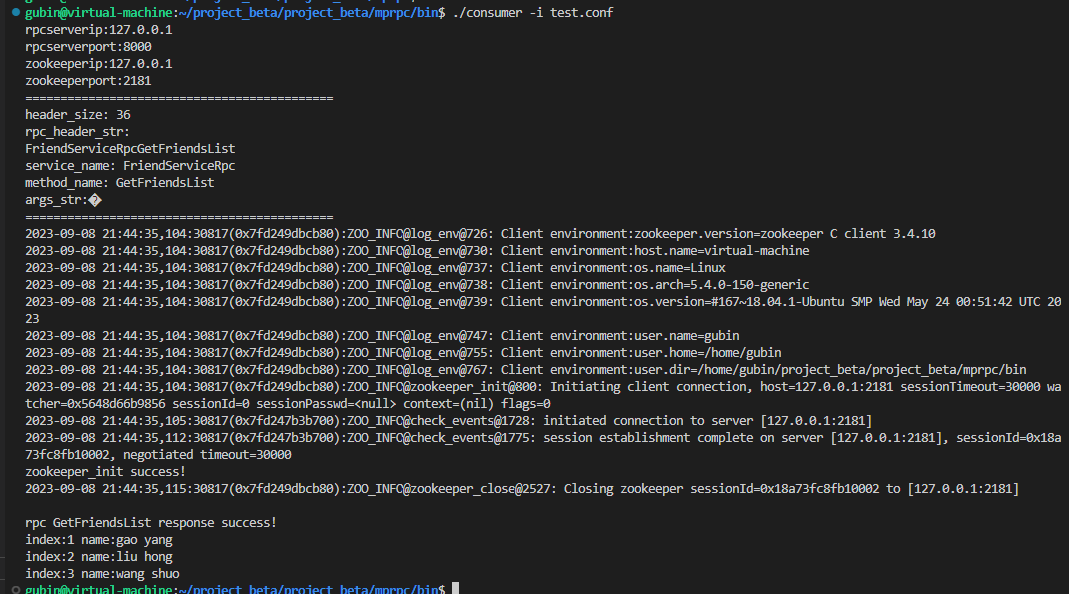 gubin@virtual-machine:~/project_beta/project_beta/mprpc/bin$ ./consumer -i test.conf
rpcserverip:127.0.0.1
rpcserverport:8000
zookeeperip:127.0.0.1
zookeeperport:2181
============================================
header_size: 36
rpc_header_str:
FriendServiceRpcGetFriendsList
service_name: FriendServiceRpc
method_name: GetFriendsList
args_str:�
============================================
2023-09-08 21:44:35,104:30817(0x7fd249dbcb80):ZOO_INFO@log_env@726: Client environment:zookeeper.version=zookeeper C client 3.4.10
2023-09-08 21:44:35,104:30817(0x7fd249dbcb80):ZOO_INFO@log_env@730: Client environment:host.name=virtual-machine
2023-09-08 21:44:35,104:30817(0x7fd249dbcb80):ZOO_INFO@log_env@737: Client environment:os.name=Linux
2023-09-08 21:44:35,104:30817(0x7fd249dbcb80):ZOO_INFO@log_env@738: Client environment:os.arch=5.4.0-150-generic
2023-09-08 21:44:35,104:30817(0x7fd249dbcb80):ZOO_INFO@log_env@739: Client environment:os.version=#167~18.04.1-Ubuntu SMP Wed May 24 00:51:42 UTC 20
23
2023-09-08 21:44:35,104:30817(0x7fd249dbcb80):ZOO_INFO@log_env@747: Client environment:user.name=gubin
2023-09-08 21:44:35,104:30817(0x7fd249dbcb80):ZOO_INFO@log_env@755: Client environment:user.home=/home/gubin
2023-09-08 21:44:35,104:30817(0x7fd249dbcb80):ZOO_INFO@log_env@767: Client environment:user.dir=/home/gubin/project_beta/project_beta/mprpc/bin
2023-09-08 21:44:35,104:30817(0x7fd249dbcb80):ZOO_INFO@zookeeper_init@800: Initiating client connection, host=127.0.0.1:2181 sessionTimeout=30000 wa
tcher=0x5648d66b9856 sessionId=0 sessionPasswd=<null> context=(nil) flags=0
2023-09-08 21:44:35,105:30817(0x7fd247b3b700):ZOO_INFO@check_events@1728: initiated connection to server [127.0.0.1:2181]
2023-09-08 21:44:35,112:30817(0x7fd247b3b700):ZOO_INFO@check_events@1775: session establishment complete on server [127.0.0.1:2181], sessionId=0x18a
73fc8fb10002, negotiated timeout=30000
zookeeper_init success!
2023-09-08 21:44:35,115:30817(0x7fd249dbcb80):ZOO_INFO@zookeeper_close@2527: Closing zookeeper sessionId=0x18a73fc8fb10002 to [127.0.0.1:2181]
rpc GetFriendsList response success!
index:1 name:gao yang
index:2 name:liu hong
index:3 name:wang shuo
gubin@virtual-machine:~/project_beta/project_beta/mprpc/bin$